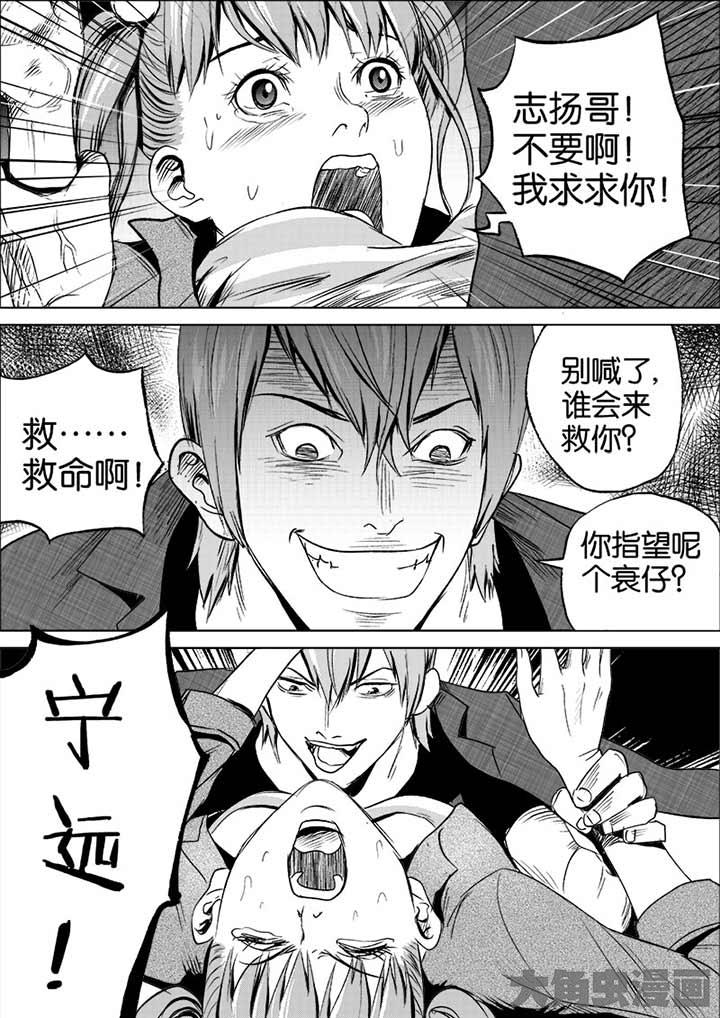 志扬哥！
不要啊！
我求求你！
救……
救命啊！
别喊了，
谁会来
救你？
你指望呢
个衰仔？
宁远！
大角虫漫画